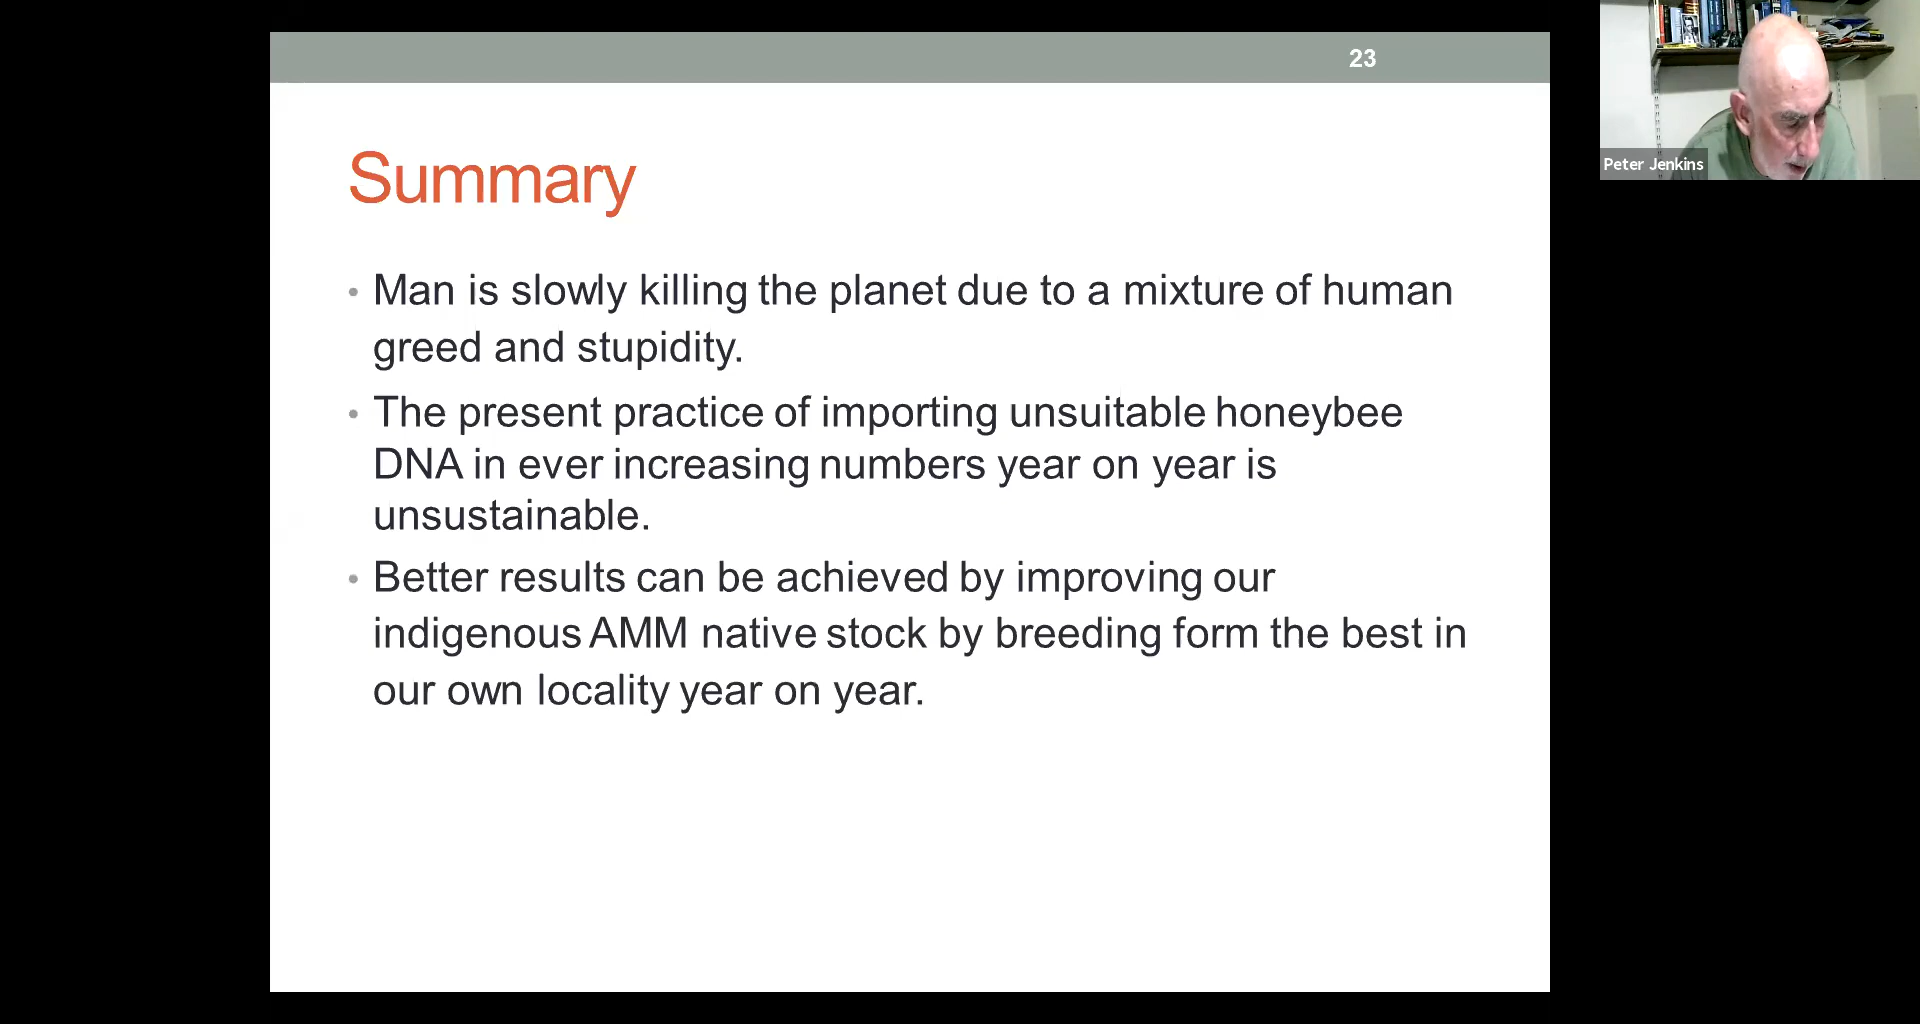 23
Summary
• Man is slowly killing the planet due to a mixture of human
greed and stupidity.
• The present practice of importing unsuitable honeybee
DNA in ever increasing numbers year on year is
unsustainable.
• Better results can be achieved by improving our
indigenous AMM native stock by breeding form the best in
our own locality year on year.
Peter Jenkins